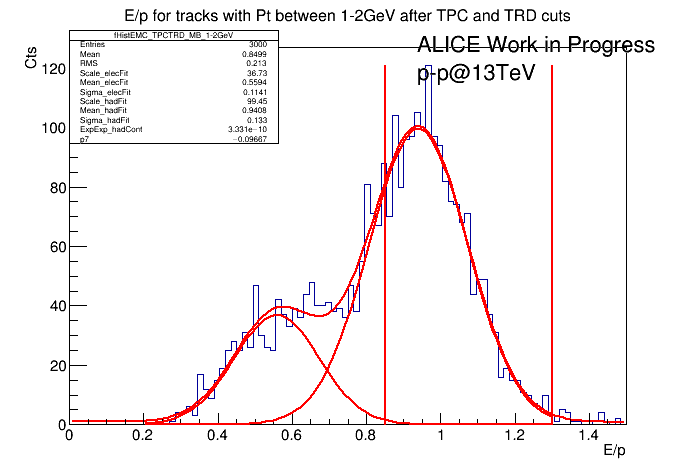 E/p for tracks with Pt between 1-2GeV after TPC and TRD cuts
fHistEMC_TPCTRD_MB_1-2GeV
Entries 3000
Mean 0.8499
RMS 0.213
Scale_elecFit 36.73
Mean_elecFit 0.5594
Sigma_elecFit 0.1141
Scale_hadFit 99.45
Mean_hadFit 0.9408
Sigma_hadFit 0.133
ExpExp_hadCont 3.331e−10
p7 −0.09667
ALICE Work in Progress
p-p@13TeV
Cts
120
100
80
60
40
20
0
0 0.2 0.4 0.6 0.8 1 1.2 1.4
E/p